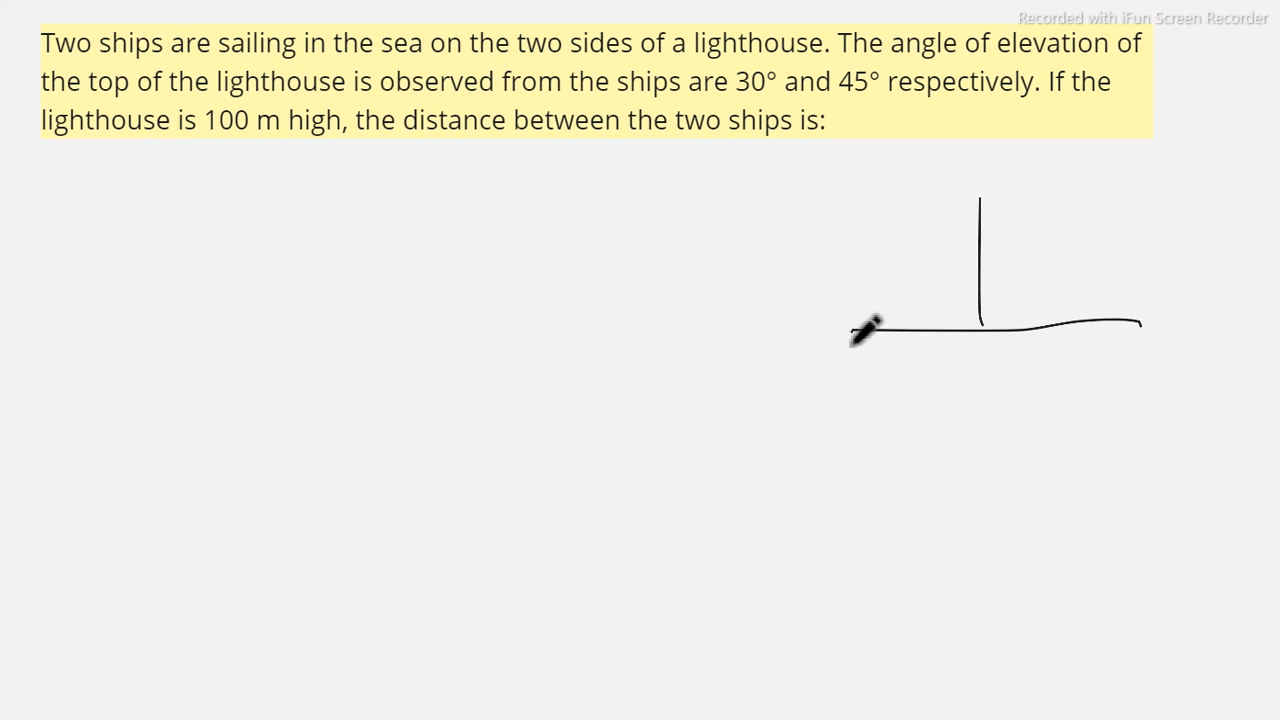 Recorded with iFun Screen Recorder
Two ships are sailing in the sea on the two sides of a lighthouse. The angle of elevation of
the top of the lighthouse is observed from the ships are 30° and 45° respectively. If the
lighthouse is 100 m high, the distance between the two ships is: